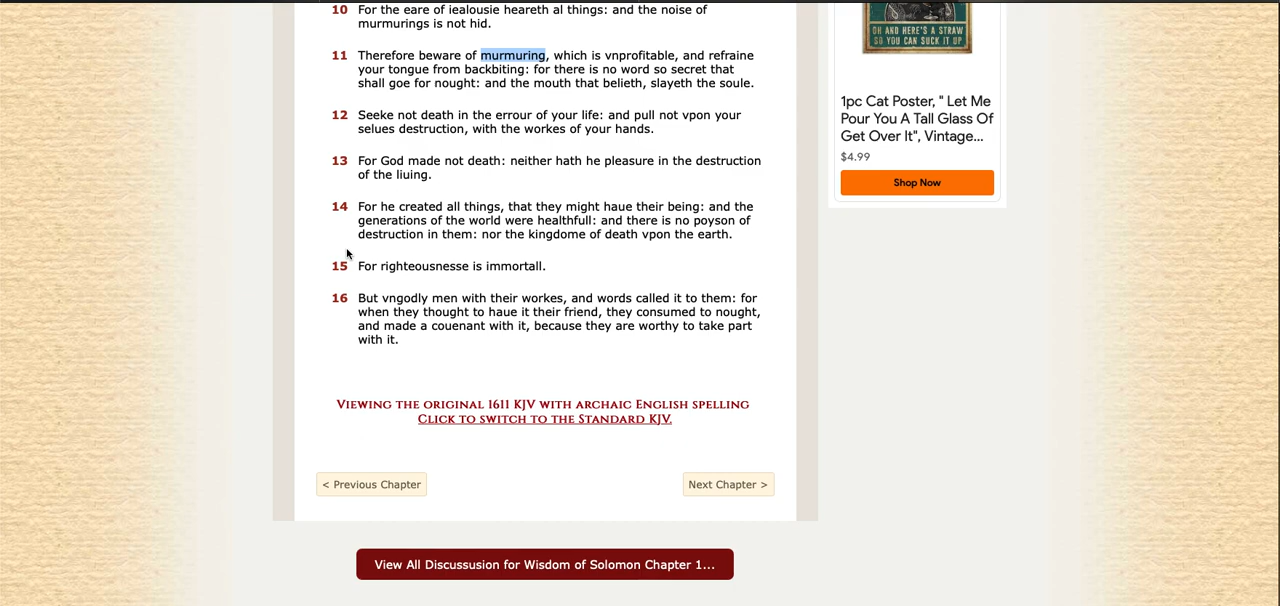 10 For the eare of iealousie heareth al things: and the noise of
murmurings is not hid.
11 Therefore beware of murmuring, which is vnprofitable, and refraine
your tongue from backbiting: for there is no word so secret that
shall goe for nought: and the mouth that belieth, slayeth the soule.
12 Seeke not death in the errour of your life: and pull not vpon your
selues destruction, with the workes of your hands.
13 For God made not death: neither hath he pleasure in the destruction
of the liuing.
14 For he created all things, that they might haue their being: and the
generations of the world were healthfull: and there is no poyson of
destruction in them: nor the kingdome of death vpon the earth.
15 For righteousnesse is immortall.
16 But vngodly men with their workes, and words called it to them: for
when they thought to haue it their friend, they consumed to nought,
and made a couenant with it, because they are worthy to take part
with it.
Viewing the original 1611 KJV with archaic English spelling
Click to switch to the Standard KJV.
< Previous Chapter
Next Chapter >
View All Discussusion for Wisdom of Solomon Chapter 1...
OH AND HERE'S A STRAW
SO YOU CAN SUCK IT UP
1pc Cat Poster, " Let Me
Pour You A Tall Glass Of
Get Over It", Vintage...
$4.99
Shop Now